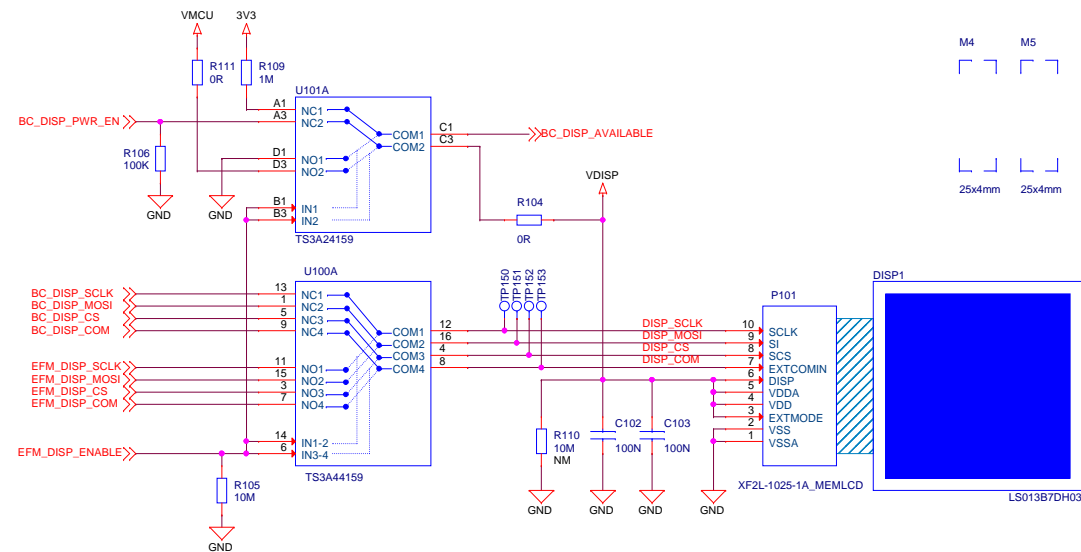 VMCU
3V3
R111
0R
R109
1M
U101A
BC_DISP_PWR_EN
A1
A3
NC1
NC2
COM1
COM2
C1
C3
BC_DISP_AVAILABLE
R106
100K
GND
D1
D3
NO1
NO2
GND
B1
B3
IN1
IN2
TS3A24159
VDISP
R104
0R
M4
M5
25x4mm
25x4mm
U100A
BC_DISP_SCLK
BC_DISP_MOSI
BC_DISP_CS
BC_DISP_COM
13
1
5
9
NC1
NC2
NC3
NC4
COM1
COM2
COM3
COM4
12
16
4
8
EFM_DISP_SCLK
EFM_DISP_MOSI
EFM_DISP_CS
EFM_DISP_COM
11
15
3
7
NO1
NO2
NO3
NO4
EFM_DISP_ENABLE
14
6
IN1-2
IN3-4
TS3A44159
R105
10M
GND
TP150
TP151
TP152
TP153
DISP_SCLK
DISP_MOSI
DISP_CS
DISP_COM
R110
10M
NM
GND
C102
100N
GND
C103
100N
GND
GND
P101
10
9
8
7
6
5
4
3
2
1
SCLK
SI
SCS
EXTCOMIN
DISP
VDDA
VDD
EXTMODE
VSS
VSSA
XF2L-1025-1A_MEMLCD
DISP1
LS013B7DH03